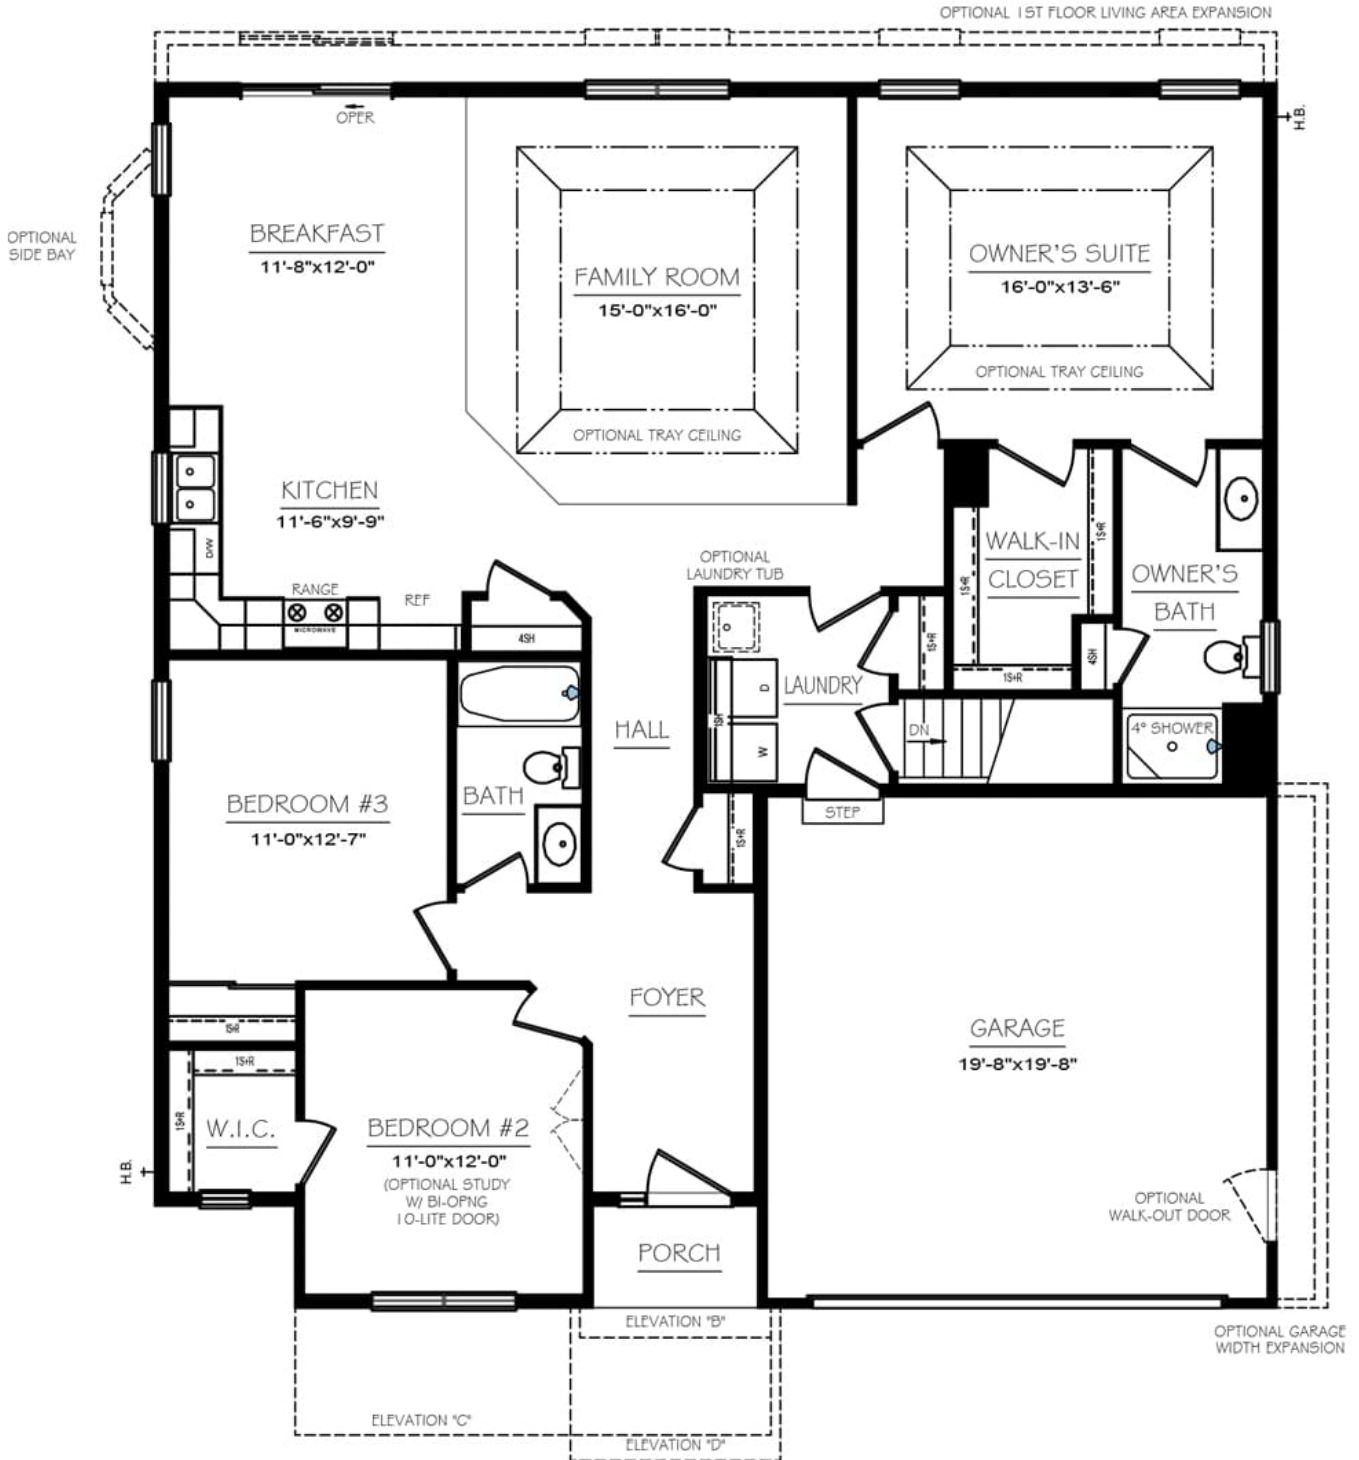 OPTIONAL 1ST FLOOR LIVING AREA EXPANSION
OPER
H.B.
OPTIONAL
SIDE BAY
BREAKFAST
11'-8"x12'-0"
FAMILY ROOM
15'-0"x16'-0"
OPTIONAL TRAY CEILING
OWNER'S SUITE
16'-0"x13'-6"
OPTIONAL TRAY CEILING
KITCHEN
11'-6"x9'-9"
D/W
RANGE
MICROWAVE
REF
4SH
OPTIONAL
LAUNDRY TUB
WALK-IN
CLOSET
1S+R
1S+R
1S+R
1S+R
4SH
OWNER'S
BATH
4° SHOWER
LAUNDRY
D
W
1SH
DN
STEP
HALL
BATH
BEDROOM #3
11'-0"x12'-7"
1S+R
FOYER
GARAGE
19'-8"x19'-8"
1S+R
1S+R
1S+R
W.I.C.
H.B.
BEDROOM #2
11'-0"x12'-0"
(OPTIONAL STUDY
W/ BI-OPNG
10-LITE DOOR)
OPTIONAL
WALK-OUT DOOR
PORCH
ELEVATION "B"
OPTIONAL GARAGE
WIDTH EXPANSION
ELEVATION "C"
ELEVATION "D"